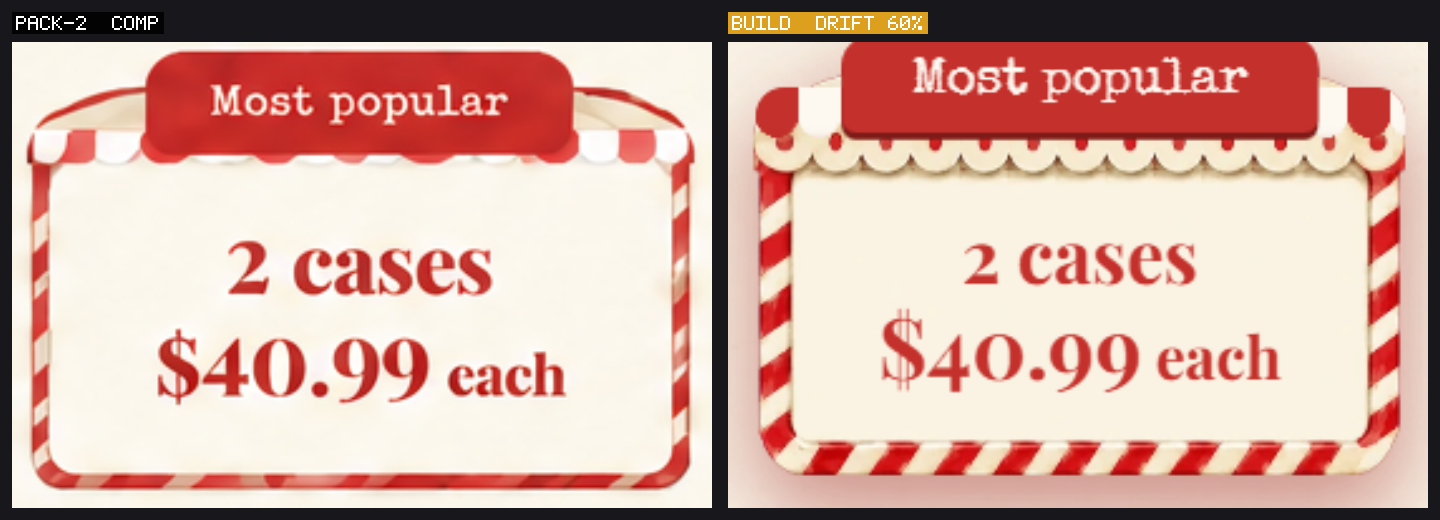 PACK-2 COMP
BUILD DRIFT 60%
Most popular
2 cases
$40.99 each
Most popular
2 cases
$40.99 each